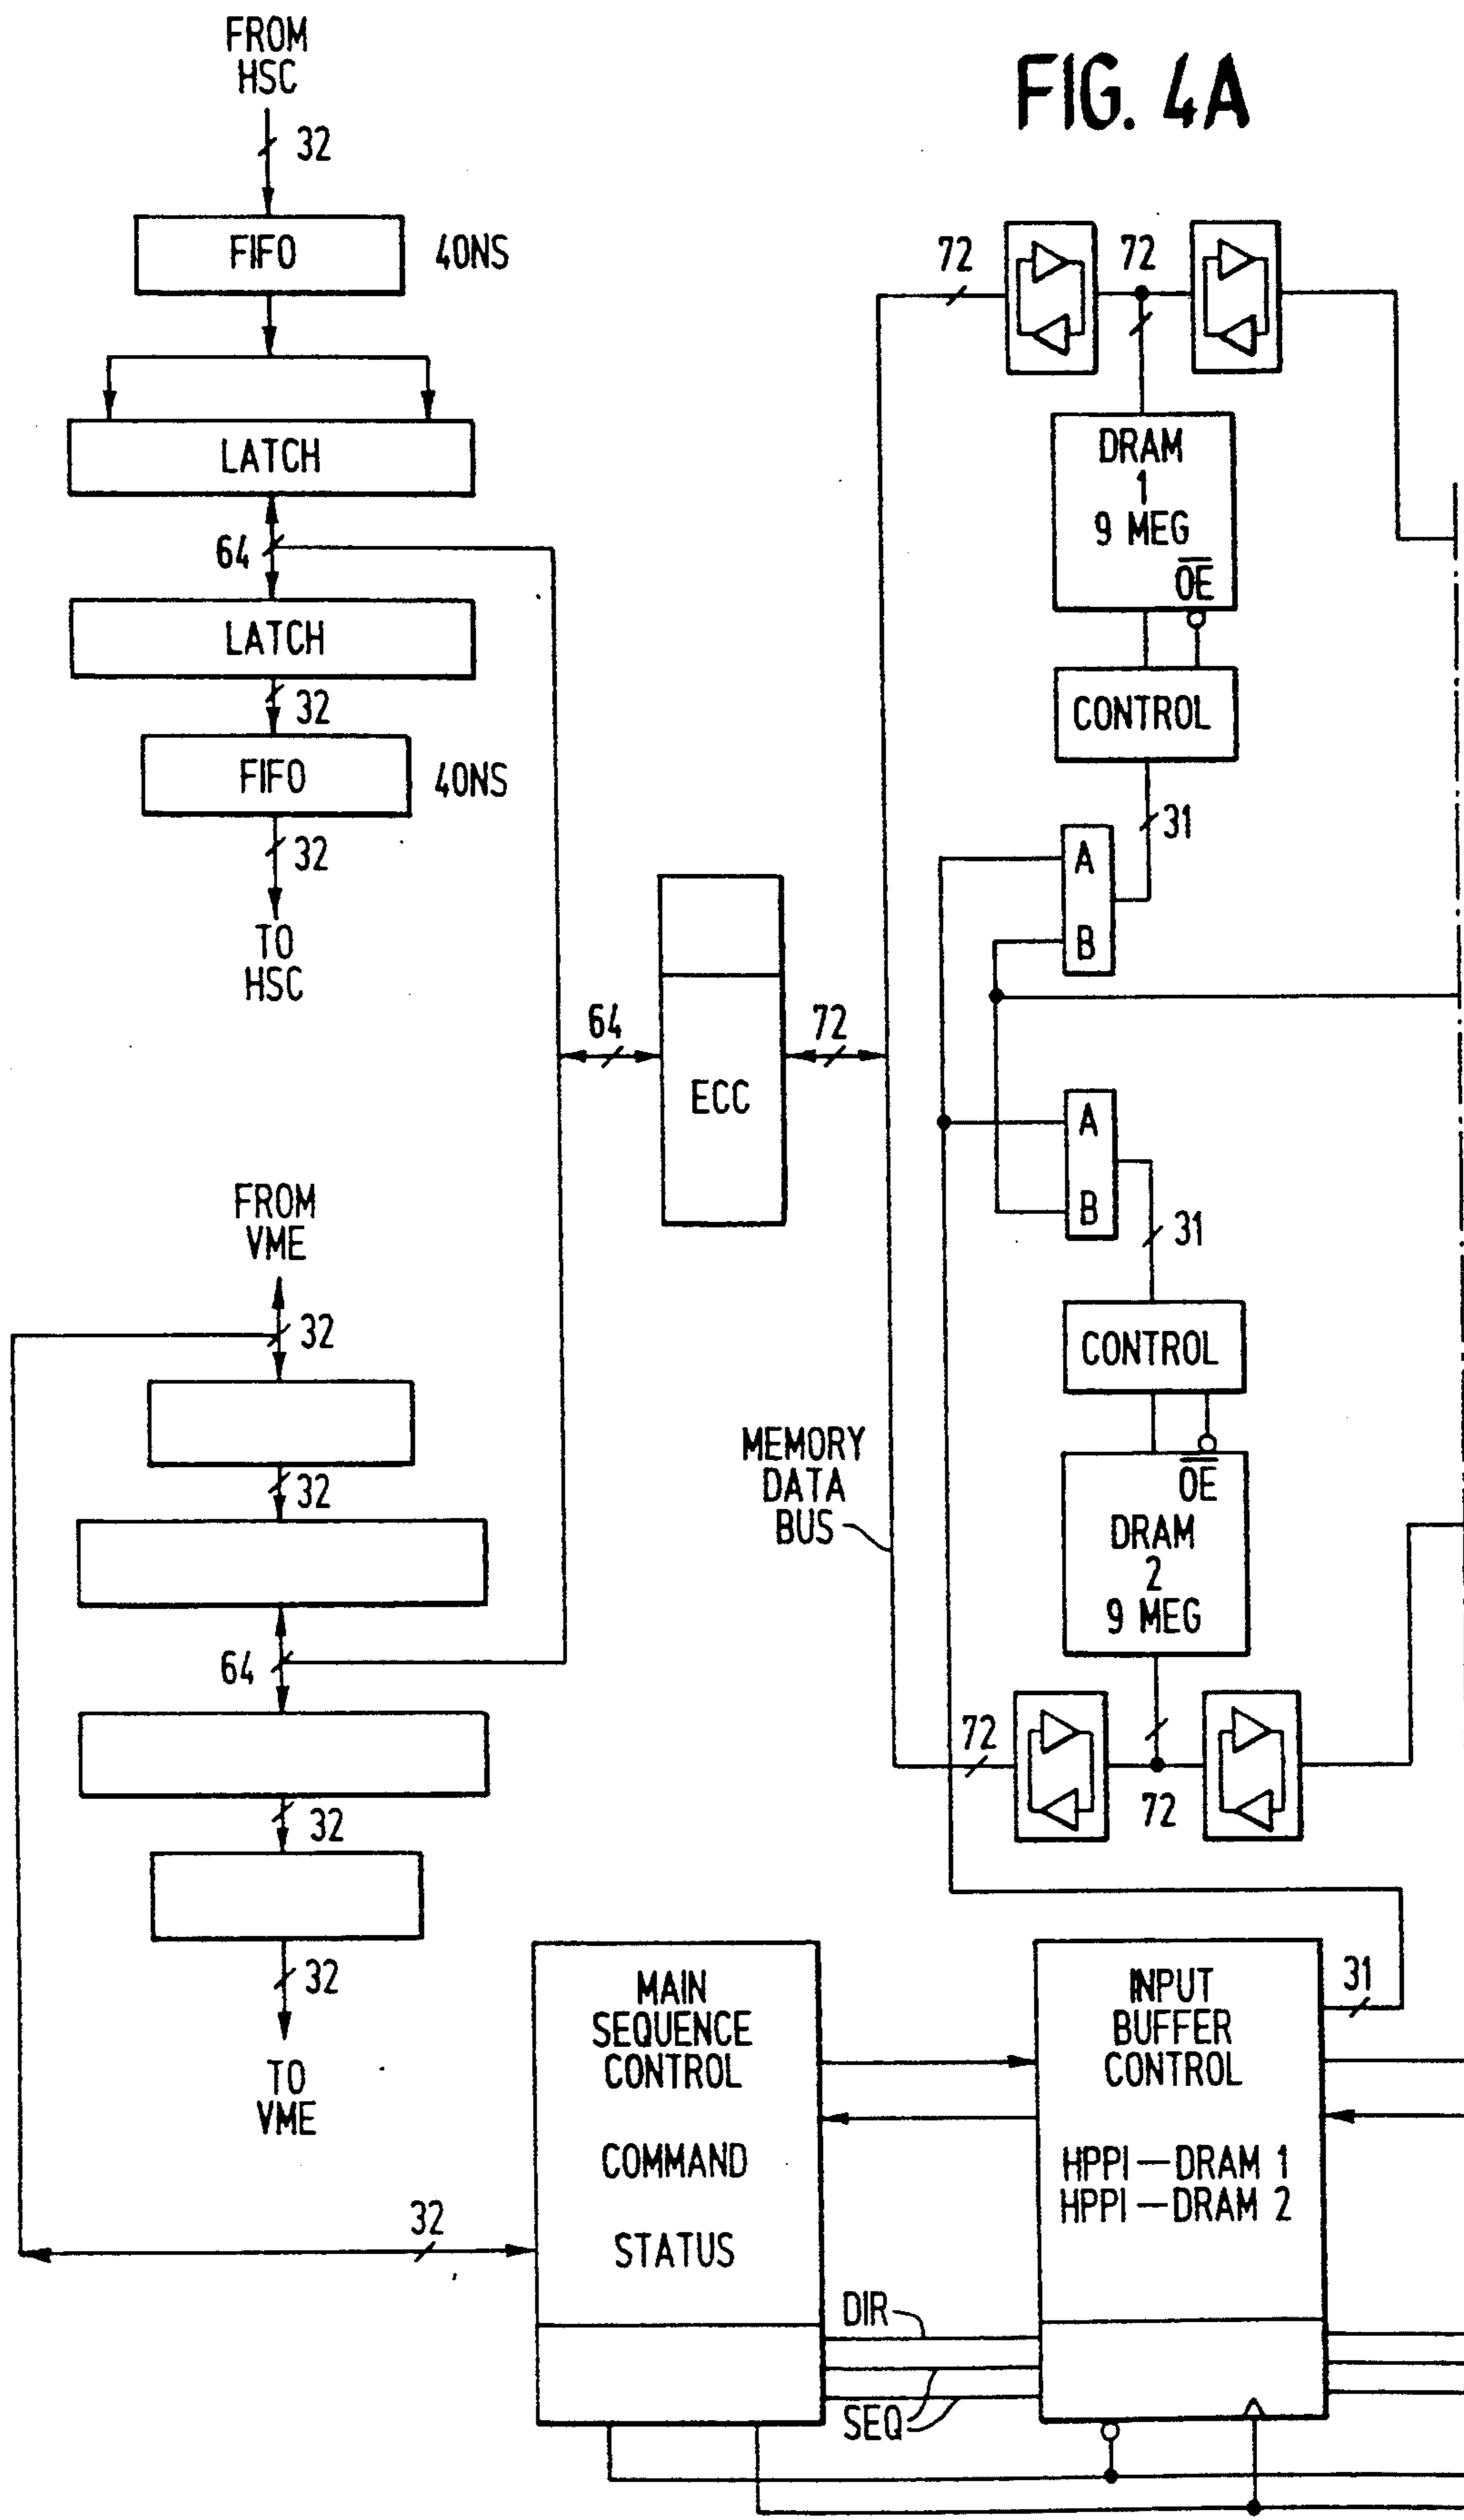 FIG. 4A
FROM
HSC
32
FIFO
40NS
LATCH
64
LATCH
32
FIFO
40NS
32
TO
HSC
FROM
VME
32
32
64
32
32
TO
VME
64
ECC
72
72
72
DRAM
1
9 MEG
OE
CONTROL
31
A
B
A
B
31
CONTROL
OE
DRAM
2
9 MEG
MEMORY
DATA
BUS
72
72
MAIN
SEQUENCE
CONTROL
COMMAND
STATUS
32
INPUT
BUFFER
CONTROL
HPPI—DRAM 1
HPPI—DRAM 2
31
DIR
SEQ